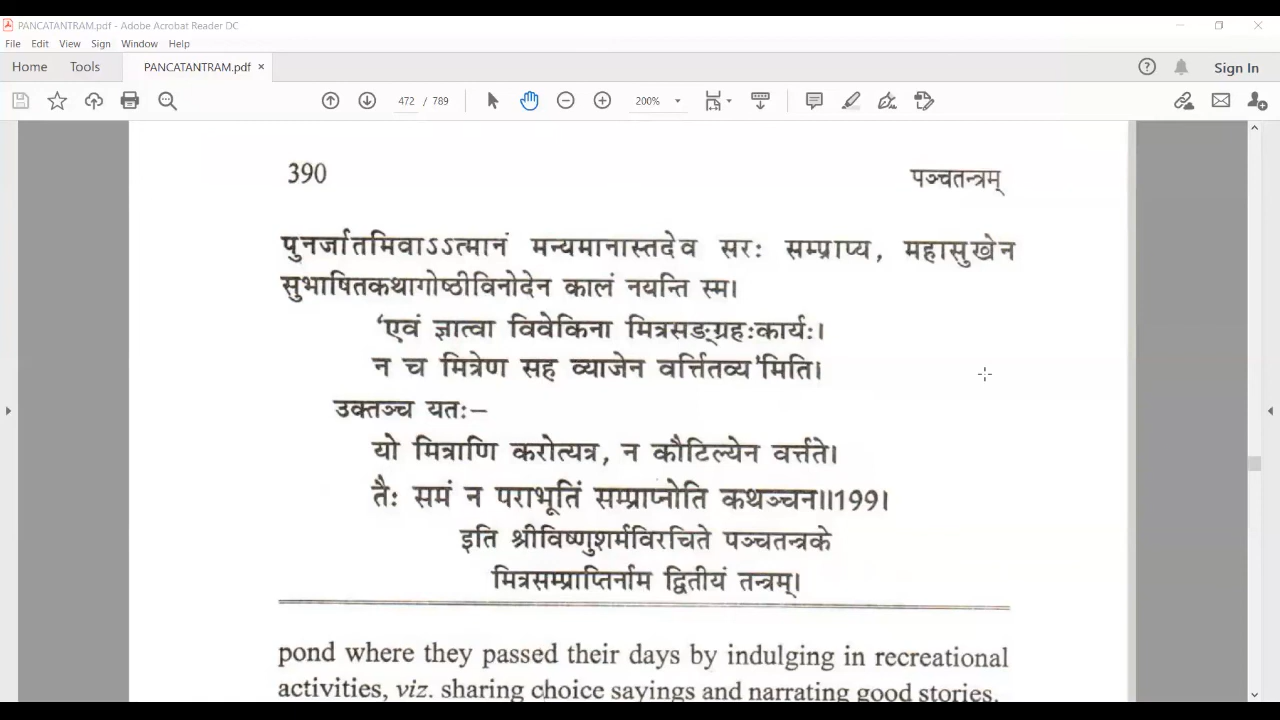 PANCATANTRAM.pdf - Adobe Acrobat Reader DC
File Edit View Sign Window Help
Home Tools PANCATANTRAM.pdf × Sign In
472 / 789 200%
390 पञ्चतन्त्रम्
पुनर्जातमिवाऽऽत्मानं मन्यमानास्तदेव सरः सम्प्राप्य, महासुखेन
सुभाषितकथागोष्ठीविनोदेन कालं नयन्ति स्म।
'एवं ज्ञात्वा विवेकिना मित्रसङ्ग्रहःकार्यः।
न च मित्रेण सह व्याजेन वर्त्तितव्य'मिति।
उक्तञ्च यतः–
यो मित्राणि करोत्यत्र, न कौटिल्येन वर्त्तते।
तैः समं न पराभूतिं सम्प्राप्नोति कथञ्चन॥199।
इति श्रीविष्णुशर्मविरचिते पञ्चतन्त्रके
मित्रसम्प्राप्तिर्नाम द्वितीयं तन्त्रम्।
pond where they passed their days by indulging in recreational
activities, viz. sharing choice sayings and narrating good stories.